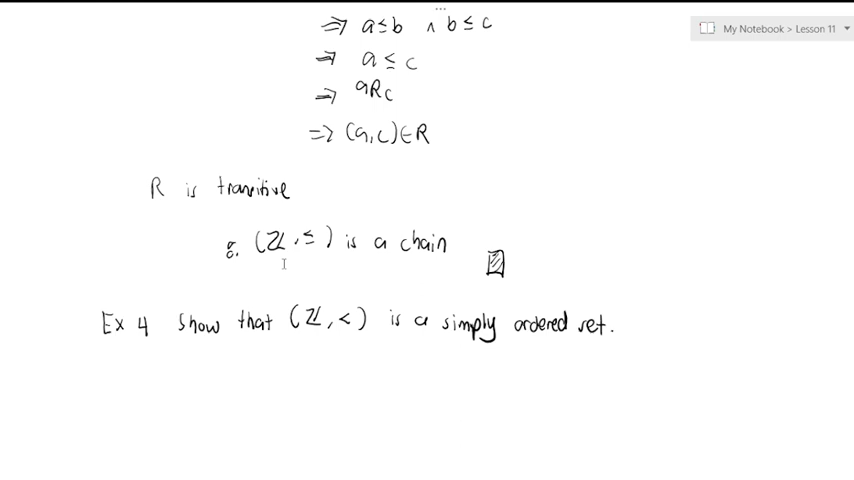 My Notebook > Lesson 11
⇒ a ≤ b ∧ b ≤ c
⇒ a ≤ c
⇒ aRc
⇒ (a,c)∈R
R is transitive
∴ (ℤ, ≤) is a chain
Ex 4 Show that (ℤ, <) is a simply ordered set.